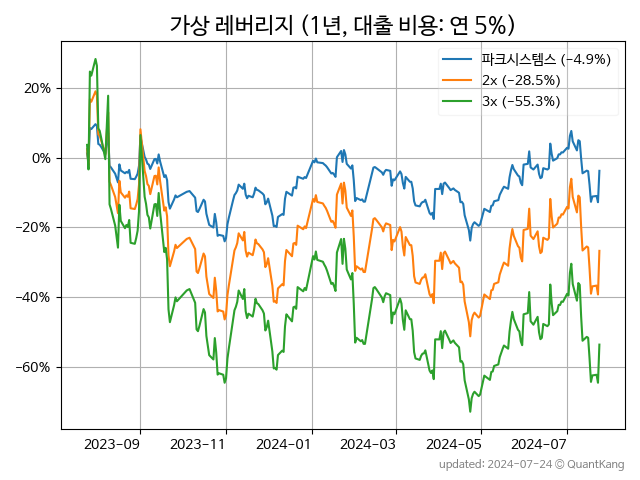 가상 레버리지 (1년, 대출 비용: 연 5%)
파크시스템스 (−4.9%)
2x (−28.5%)
3x (−55.3%)
20%
0%
−20%
−40%
−60%
2023-09 2023-11 2024-01 2024-03 2024-05 2024-07
updated: 2024-07-24 © QuantKang